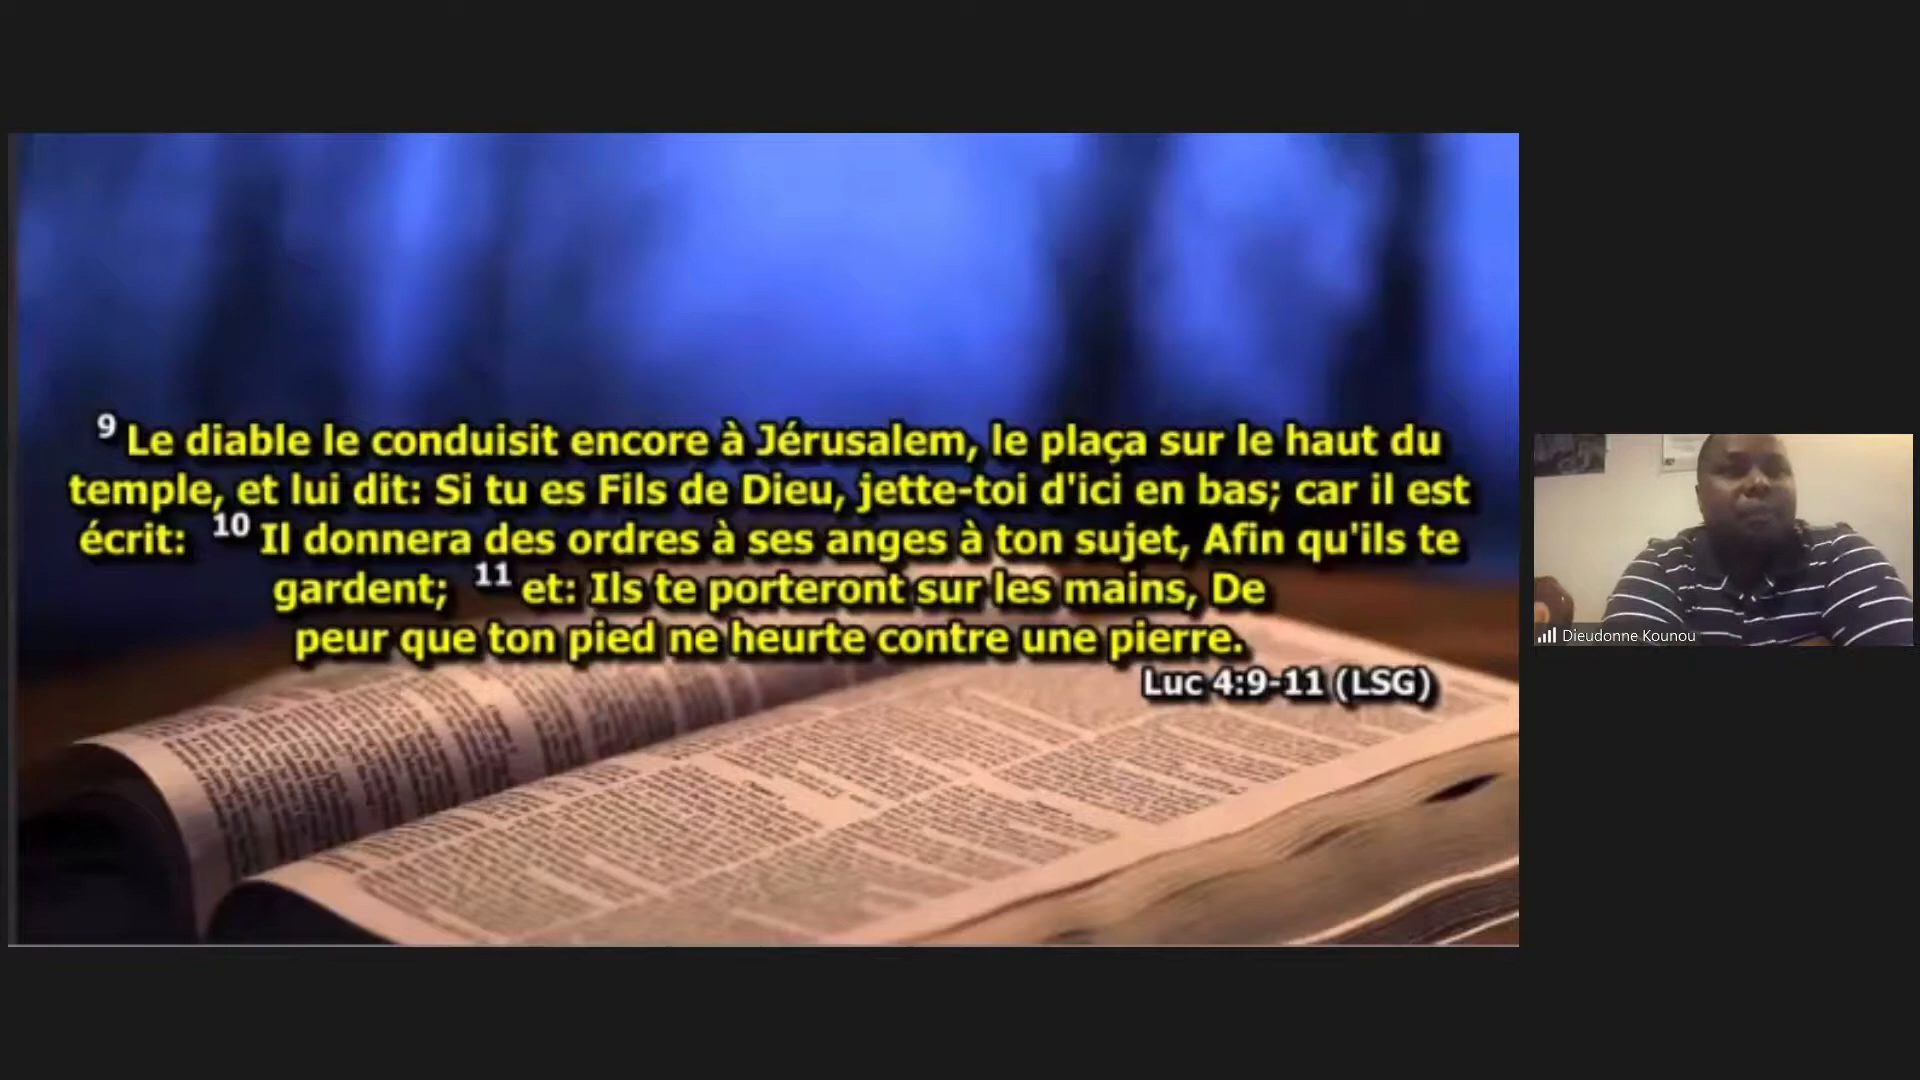 9 Le diable le conduisit encore à Jérusalem, le plaça sur le haut du
temple, et lui dit: Si tu es Fils de Dieu, jette-toi d'ici en bas; car il est
écrit: 10 Il donnera des ordres à ses anges à ton sujet, Afin qu'ils te
gardent; 11 et: Ils te porteront sur les mains, De
peur que ton pied ne heurte contre une pierre.
Luc 4:9-11 (LSG)
Dieudonne Kounou